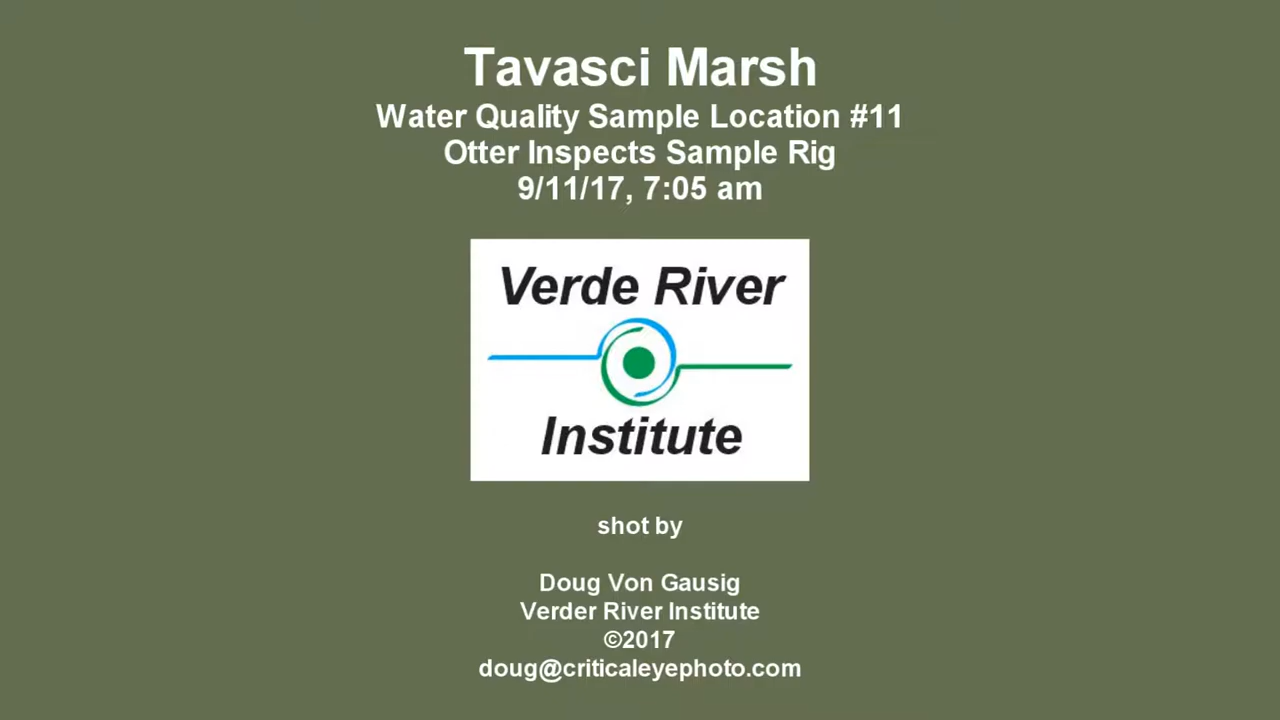 Tavasci Marsh
Water Quality Sample Location #11
Otter Inspects Sample Rig
9/11/17, 7:05 am
Verde River
Institute
shot by
Doug Von Gausig
Verder River Institute
©2017
doug@criticaleyephoto.com